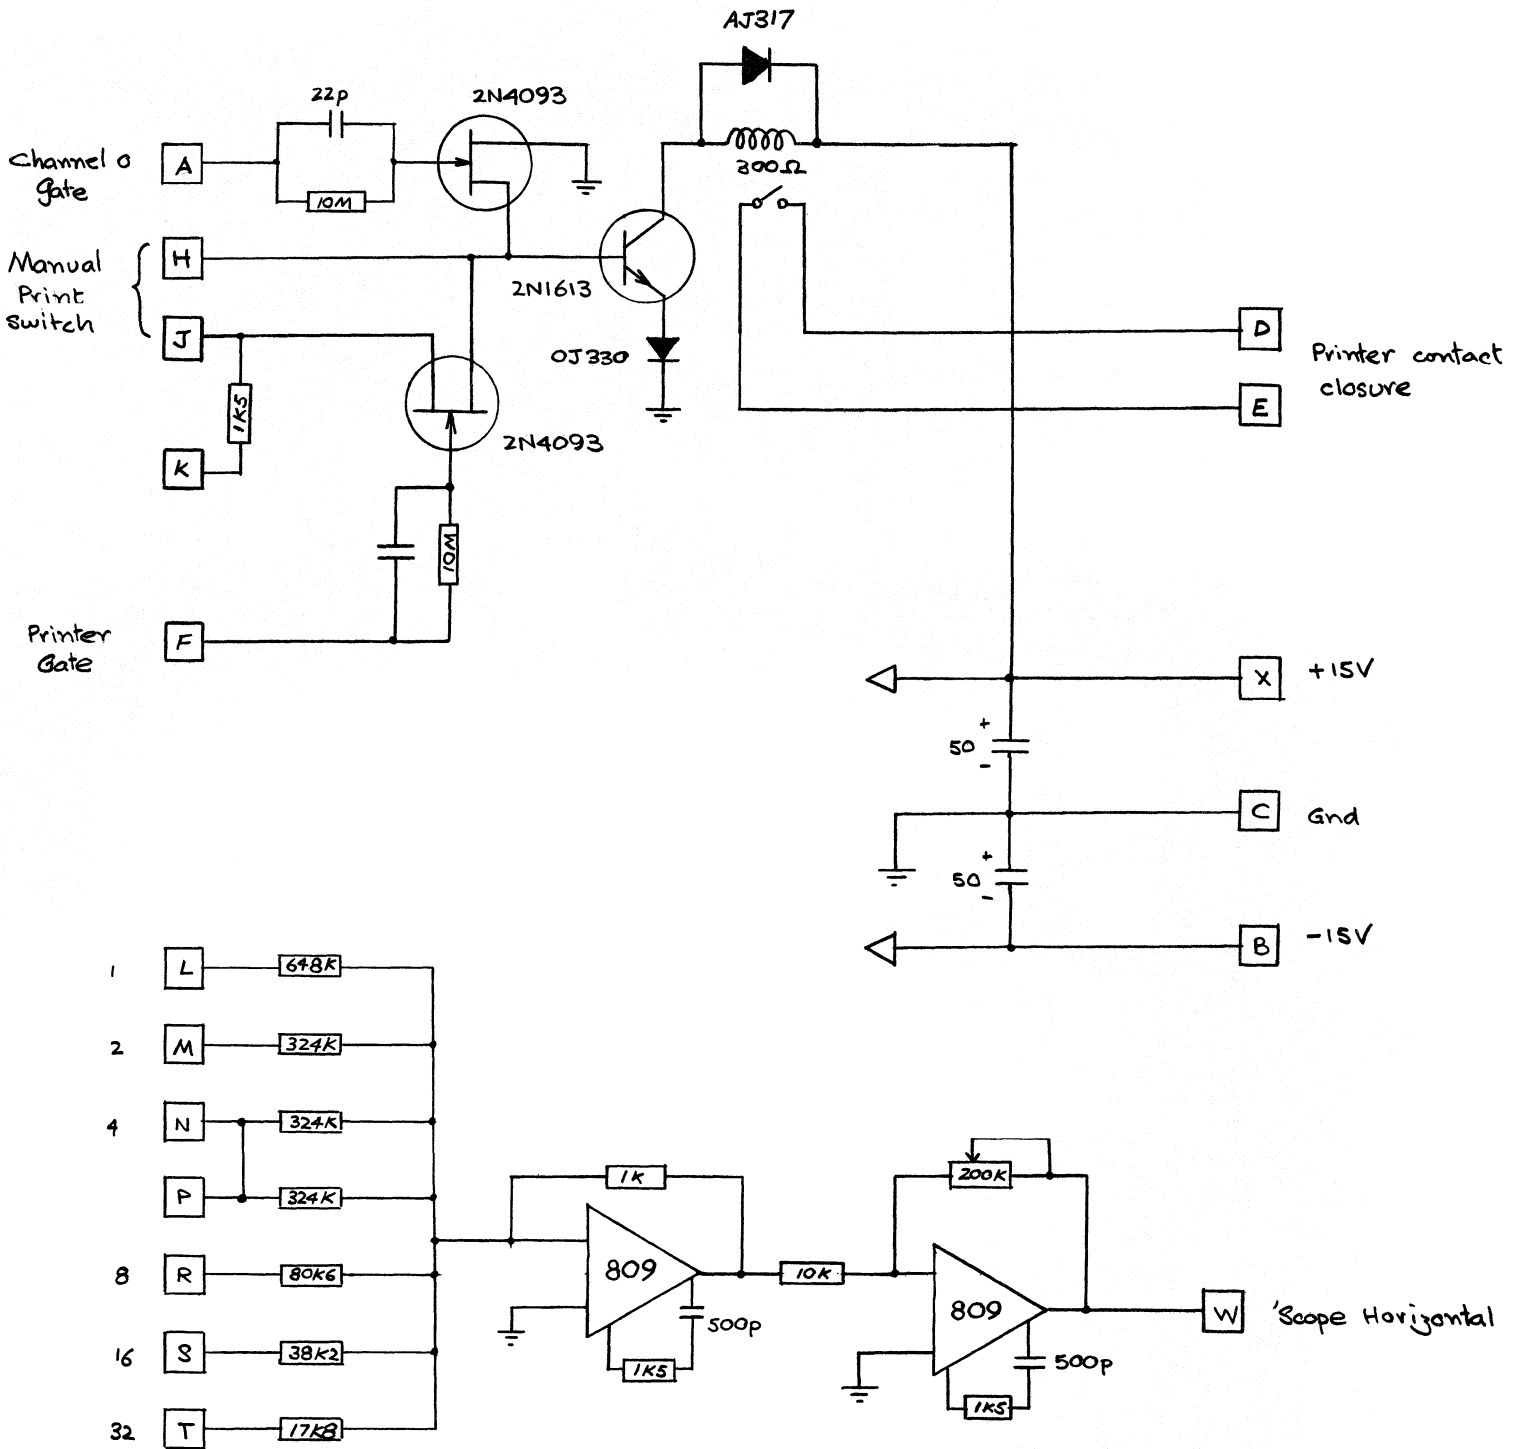 AJ317
22p
2N4093
Channel 0
Gate
A
10M
300Ω
Manual
Print
Switch
H
2N1613
J
OJ330
1K5
K
2N4093
10M
D
Printer contact
closure
E
Printer
Gate
F
X
+15V
+
50
-
C
Gnd
+
50
-
B
-15V
1
L
648K
2
M
324K
4
N
324K
P
324K
8
R
80K6
16
S
38K2
32
T
17K8
1K
809
500p
1K5
10K
200K
809
500p
1K5
W
'Scope Horizontal